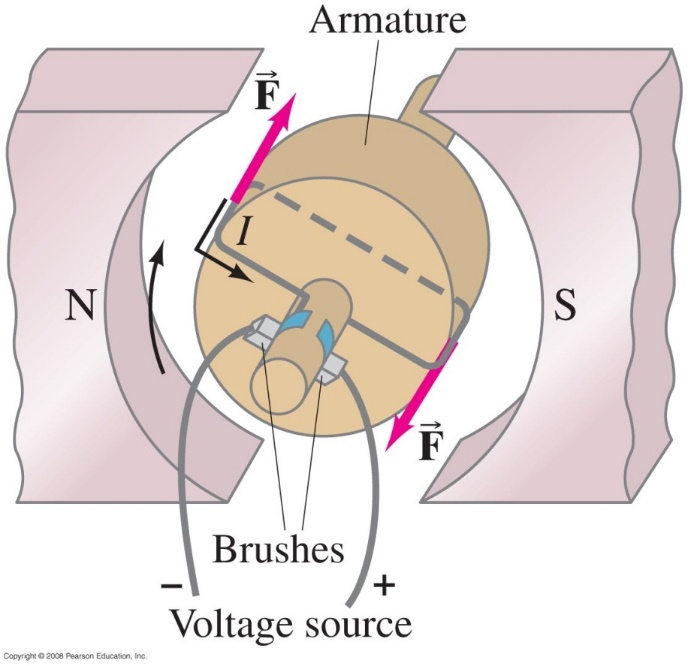 Armature
F
I
N
S
F
Brushes
− +
Voltage source
Copyright © 2008 Pearson Education, Inc.